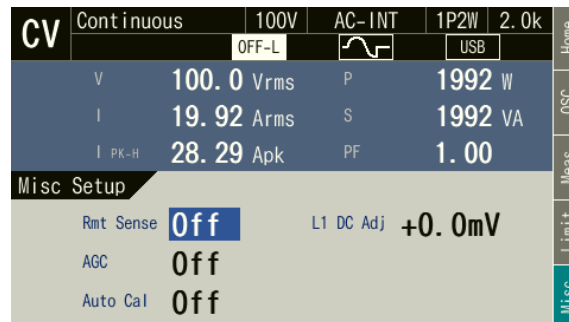 CV Continuous 100V AC-INT 1P2W 2.0k
OFF-L USB
V 100.0 Vrms P 1992 W
I 19.92 Arms S 1992 VA
I PK-H 28.29 Apk PF 1.00
Misc Setup
Rmt Sense Off L1 DC Adj +0.0mV
AGC Off
Auto Cal Off
Home
OSC
Meas
Limit
Misc